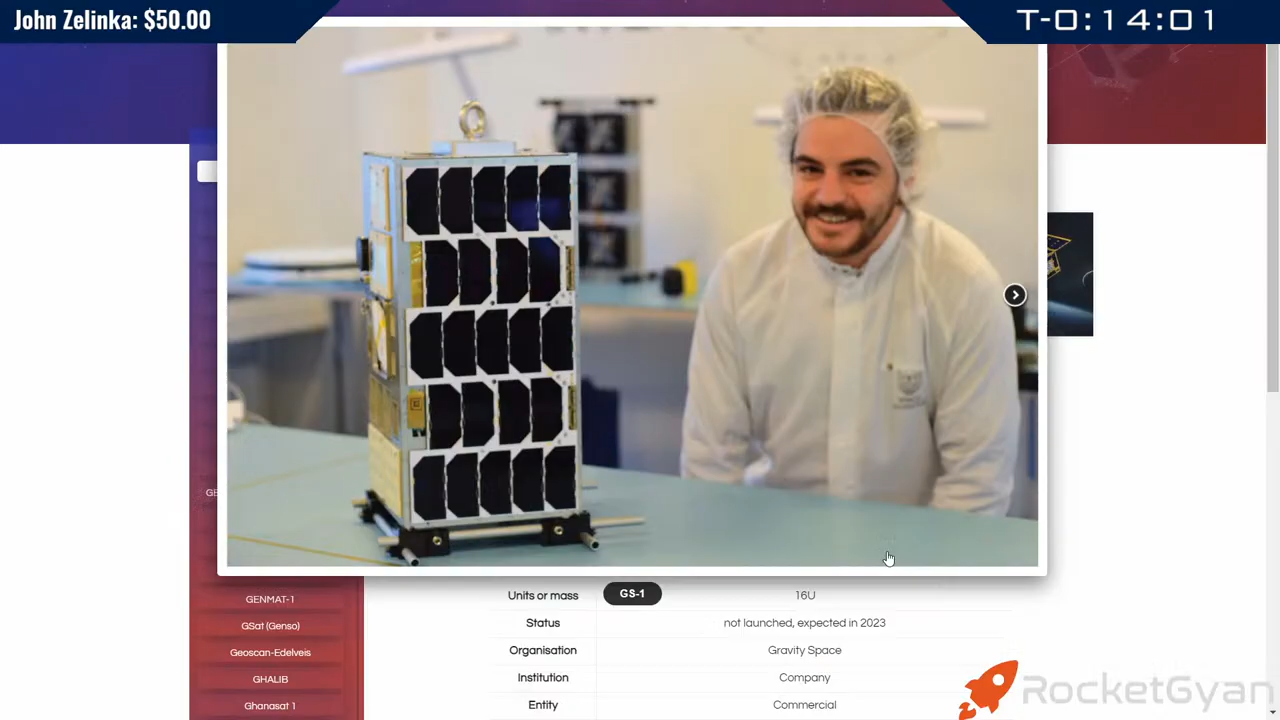 John Zelinka: $50.00
T-0:14:01
GENMAT-1
GSat (Genso)
Geoscan-Edelveis
GHALIB
Ghanasat 1
GS-1
Units or mass 16U
Status not launched, expected in 2023
Organisation Gravity Space
Institution Company
Entity Commercial
RocketGyan